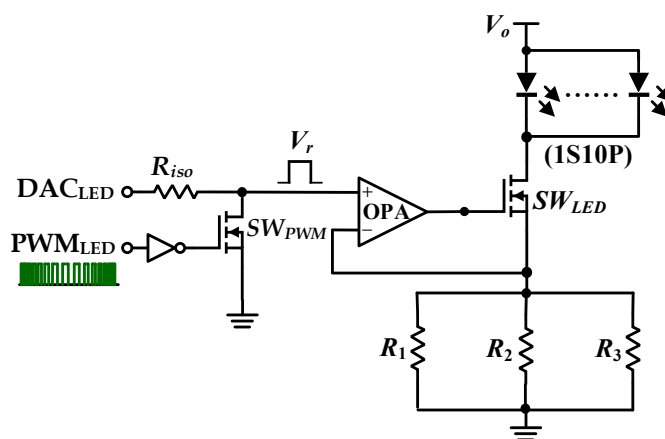 Vo
(1S10P)
Vr
Riso
DACLED
+
OPA
−
SWLED
SWPWM
PWMLED
R1
R2
R3